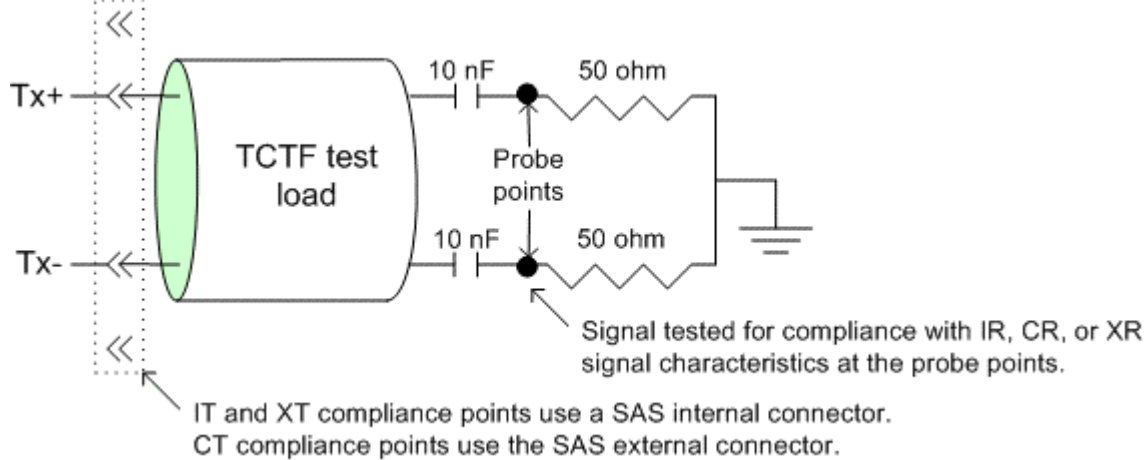 10 nF
50 ohm
Tx+
TCTF test
load
Probe
points
10 nF
50 ohm
Tx-
Signal tested for compliance with IR, CR, or XR
signal characteristics at the probe points.
IT and XT compliance points use a SAS internal connector.
CT compliance points use the SAS external connector.